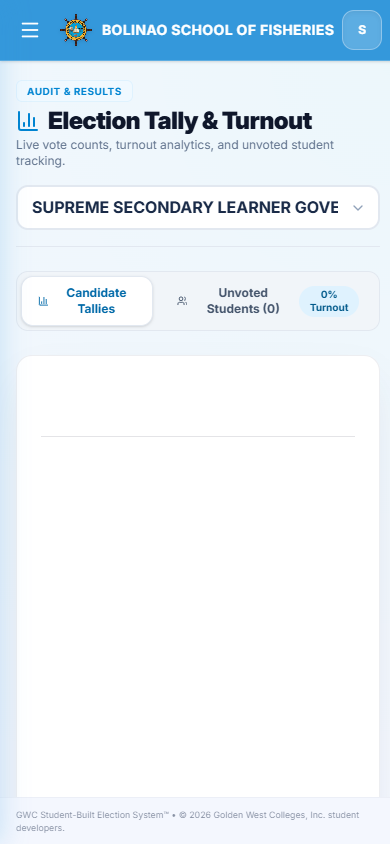 BOLINAO SCHOOL OF FISHERIES
S
AUDIT & RESULTS
Election Tally & Turnout
Live vote counts, turnout analytics, and unvoted student
tracking.
SUPREME SECONDARY LEARNER GOVE
Candidate
Tallies
Unvoted
Students (0)
0%
Turnout
GWC Student-Built Election System™ • © 2026 Golden West Colleges, Inc. student
developers.